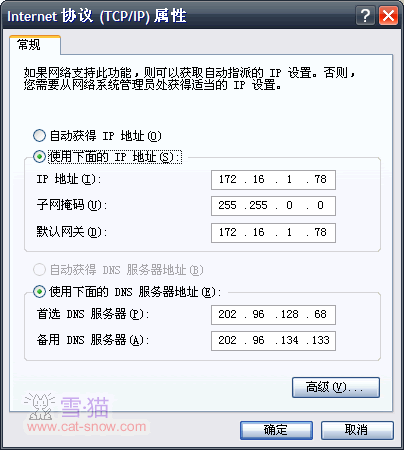 Internet 协议 (TCP/IP) 属性
常规
如果网络支持此功能，则可以获取自动指派的 IP 设置。否则，
您需要从网络系统管理员处获得适当的 IP 设置。
自动获得 IP 地址(O)
使用下面的 IP 地址(S):
IP 地址(I): 172 . 16 . 1 . 78
子网掩码(U): 255 .255 . 0 . 0
默认网关(D): 172 . 16 . 1 . 78
自动获得 DNS 服务器地址(B)
使用下面的 DNS 服务器地址(E):
首选 DNS 服务器(P): 202 . 96 .128 . 68
备用 DNS 服务器(A): 202 . 96 .134 .133
高级(V)...
雪·猫
www.cat-snow.com
确定 取消